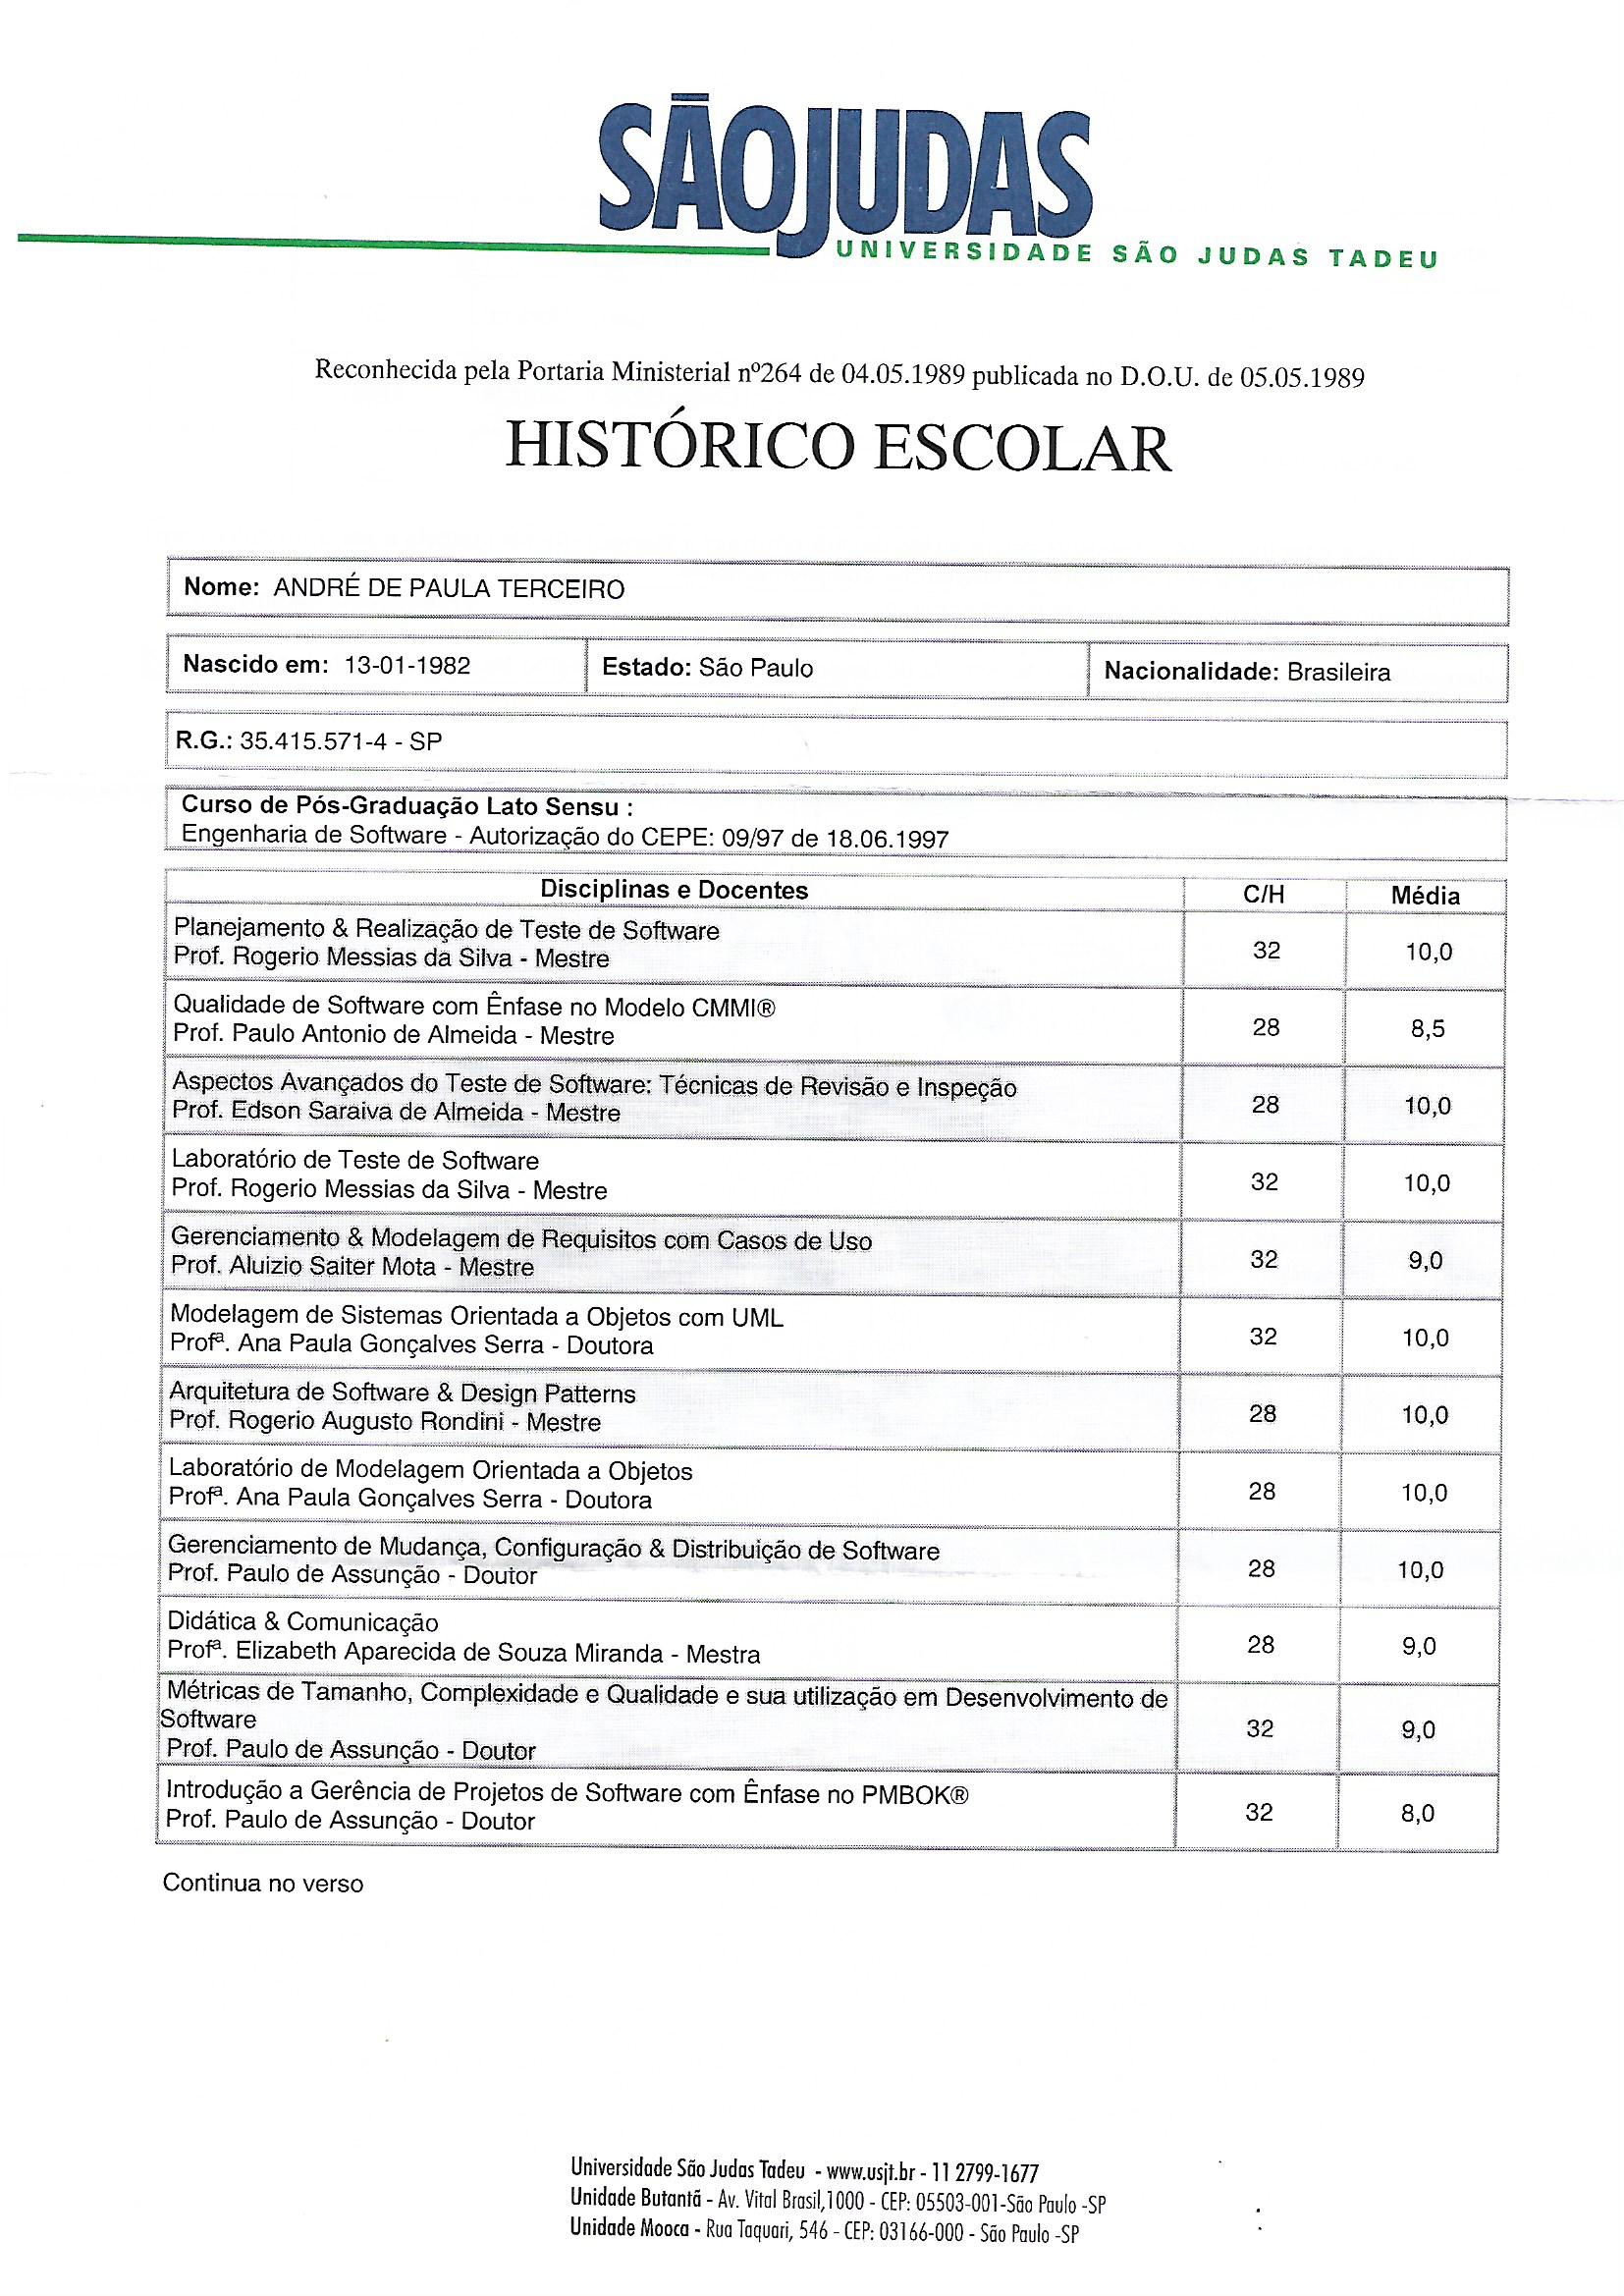 SÃOJUDAS
UNIVERSIDADE SÃO JUDAS TADEU
Reconhecida pela Portaria Ministerial nº264 de 04.05.1989 publicada no D.O.U. de 05.05.1989
HISTÓRICO ESCOLAR
Nome: ANDRÉ DE PAULA TERCEIRO
Nascido em: 13-01-1982 Estado: São Paulo Nacionalidade: Brasileira
R.G.: 35.415.571-4 - SP
Curso de Pós-Graduação Lato Sensu :
Engenharia de Software - Autorização do CEPE: 09/97 de 18.06.1997
Disciplinas e Docentes C/H Média
Planejamento & Realização de Teste de Software
Prof. Rogerio Messias da Silva - Mestre 32 10,0
Qualidade de Software com Ênfase no Modelo CMMI®
Prof. Paulo Antonio de Almeida - Mestre 28 8,5
Aspectos Avançados do Teste de Software: Técnicas de Revisão e Inspeção
Prof. Edson Saraiva de Almeida - Mestre 28 10,0
Laboratório de Teste de Software
Prof. Rogerio Messias da Silva - Mestre 32 10,0
Gerenciamento & Modelagem de Requisitos com Casos de Uso
Prof. Aluizio Saiter Mota - Mestre 32 9,0
Modelagem de Sistemas Orientada a Objetos com UML
Profª. Ana Paula Gonçalves Serra - Doutora 32 10,0
Arquitetura de Software & Design Patterns
Prof. Rogerio Augusto Rondini - Mestre 28 10,0
Laboratório de Modelagem Orientada a Objetos
Profª. Ana Paula Gonçalves Serra - Doutora 28 10,0
Gerenciamento de Mudança, Configuração & Distribuição de Software
Prof. Paulo de Assunção - Doutor 28 10,0
Didática & Comunicação
Profª. Elizabeth Aparecida de Souza Miranda - Mestra 28 9,0
Métricas de Tamanho, Complexidade e Qualidade e sua utilização em Desenvolvimento de
Software 32 9,0
Prof. Paulo de Assunção - Doutor
Introdução a Gerência de Projetos de Software com Ênfase no PMBOK®
Prof. Paulo de Assunção - Doutor 32 8,0
Continua no verso
Universidade São Judas Tadeu - www.usjt.br - 11 2799-1677
Unidade Butantã - Av. Vital Brasil,1000 - CEP: 05503-001-São Paulo -SP
Unidade Mooca - Rua Taquari, 546 - CEP: 03166-000 - São Paulo -SP